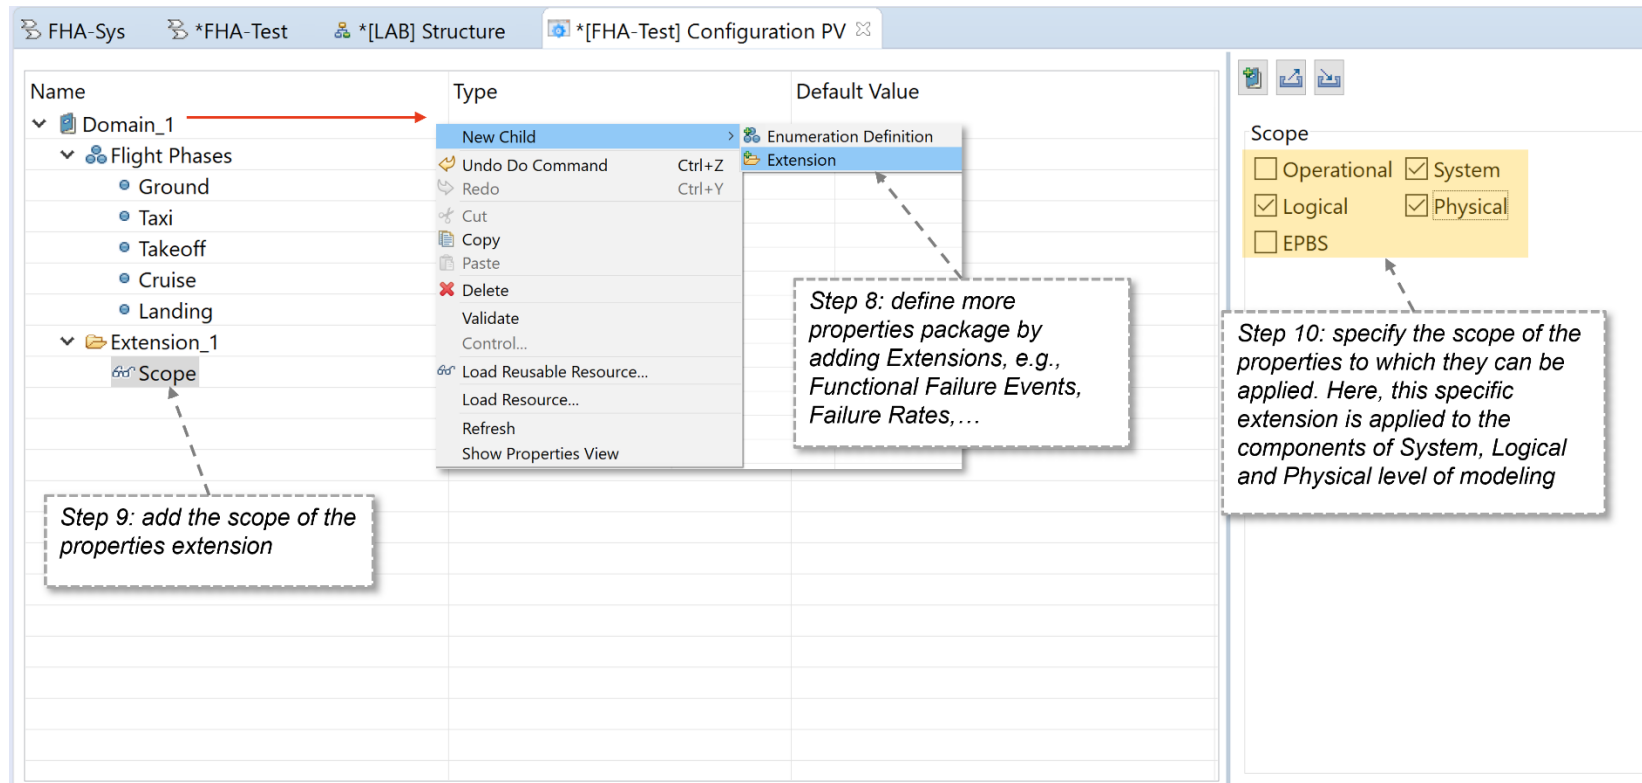 FHA-Sys
*FHA-Test
*[LAB] Structure
*[FHA-Test] Configuration PV
Name
Type
Default Value
Domain_1
Flight Phases
Ground
Taxi
Takeoff
Cruise
Landing
Extension_1
Scope
New Child
Undo Do Command Ctrl+Z
Redo Ctrl+Y
Cut
Copy
Paste
Delete
Validate
Control...
Load Reusable Resource...
Load Resource...
Refresh
Show Properties View
Enumeration Definition
Extension
Step 8: define more
properties package by
adding Extensions, e.g.,
Functional Failure Events,
Failure Rates,…
Step 9: add the scope of the
properties extension
Scope
Operational System
Logical Physical
EPBS
Step 10: specify the scope of the
properties to which they can be
applied. Here, this specific
extension is applied to the
components of System, Logical
and Physical level of modeling